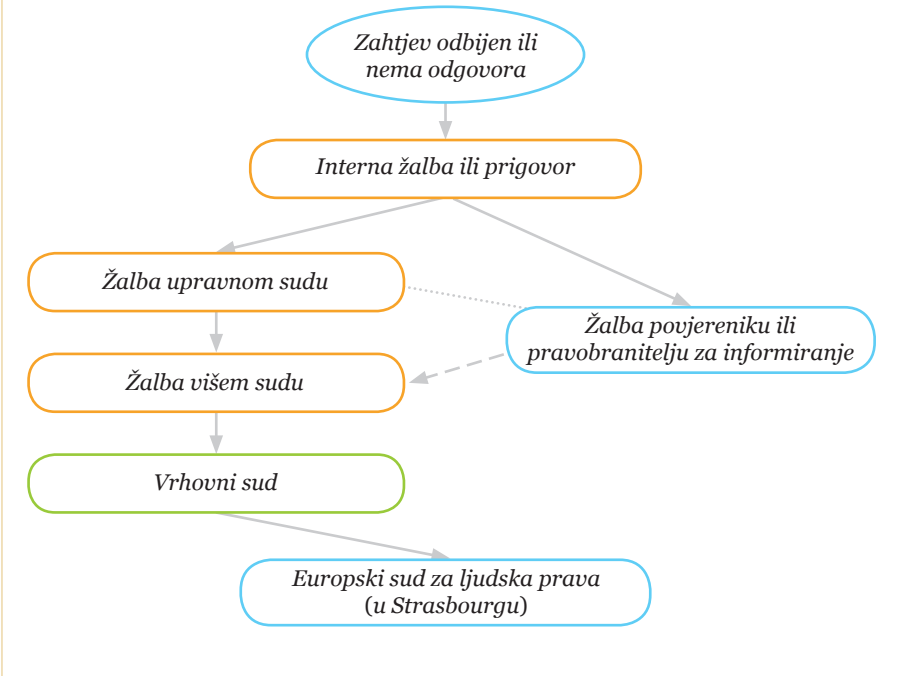 Zahtjev odbijen ili
nema odgovora
Interna žalba ili prigovor
Žalba upravnom sudu
Žalba povjereniku ili
pravobranitelju za informiranje
Žalba višem sudu
Vrhovni sud
Europski sud za ljudska prava
(u Strasbourgu)